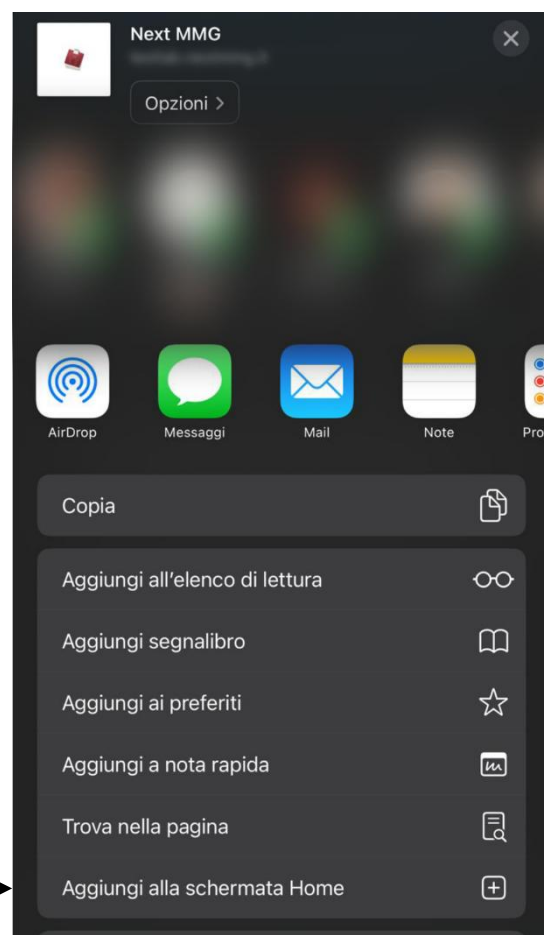 Next MMG
Opzioni >
AirDrop
Messaggi
Mail
Note
Pro
Copia
Aggiungi all'elenco di lettura
Aggiungi segnalibro
Aggiungi ai preferiti
Aggiungi a nota rapida
Trova nella pagina
Aggiungi alla schermata Home